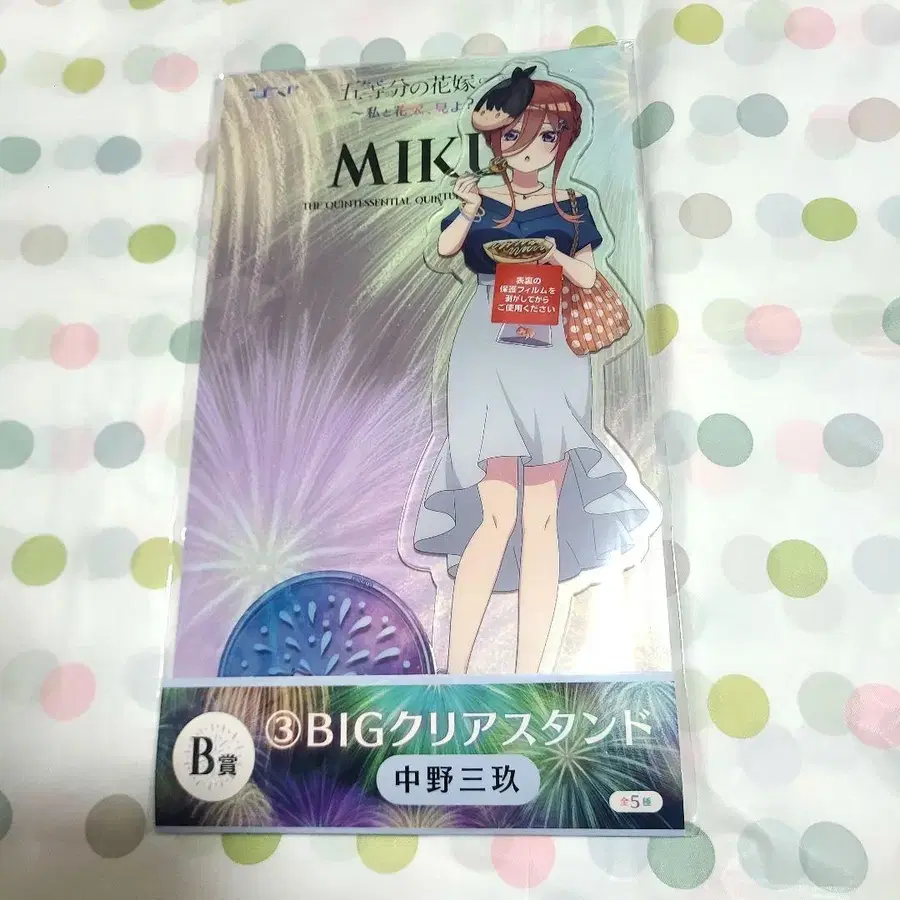 五等分の花嫁
～私と花火、見よ？
MIKU
THE QUINTESSENTIAL
表裏の
保護フィルムを
剥がしてから
ご使用ください
B賞
③BIGクリアスタンド
中野三玖
全5種